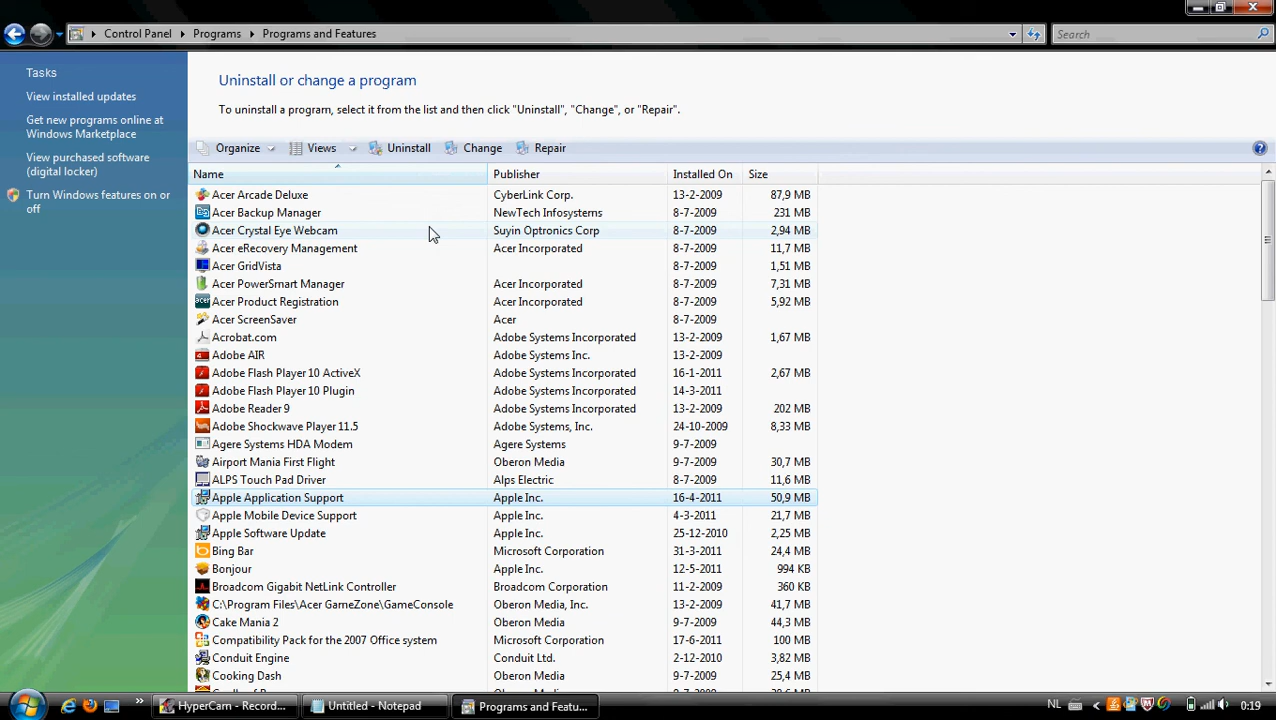 Control Panel Programs Programs and Features Search
Tasks
View installed updates
Get new programs online at
Windows Marketplace
View purchased software
(digital locker)
Turn Windows features on or
off
Uninstall or change a program
To uninstall a program, select it from the list and then click "Uninstall", "Change", or "Repair".
Organize Views Uninstall Change Repair
Name Publisher Installed On Size
Acer Arcade Deluxe CyberLink Corp. 13-2-2009 87,9 MB
Acer Backup Manager NewTech Infosystems 8-7-2009 231 MB
Acer Crystal Eye Webcam Suyin Optronics Corp 8-7-2009 2,94 MB
Acer eRecovery Management Acer Incorporated 8-7-2009 11,7 MB
Acer GridVista 8-7-2009 1,51 MB
Acer PowerSmart Manager Acer Incorporated 8-7-2009 7,31 MB
Acer Product Registration Acer Incorporated 8-7-2009 5,92 MB
Acer ScreenSaver Acer 8-7-2009
Acrobat.com Adobe Systems Incorporated 13-2-2009 1,67 MB
Adobe AIR Adobe Systems Inc. 13-2-2009
Adobe Flash Player 10 ActiveX Adobe Systems Incorporated 16-1-2011 2,67 MB
Adobe Flash Player 10 Plugin Adobe Systems Incorporated 14-3-2011
Adobe Reader 9 Adobe Systems Incorporated 13-2-2009 202 MB
Adobe Shockwave Player 11.5 Adobe Systems, Inc. 24-10-2009 8,33 MB
Agere Systems HDA Modem Agere Systems 9-7-2009
Airport Mania First Flight Oberon Media 9-7-2009 30,7 MB
ALPS Touch Pad Driver Alps Electric 8-7-2009 11,6 MB
Apple Application Support Apple Inc. 16-4-2011 50,9 MB
Apple Mobile Device Support Apple Inc. 4-3-2011 21,7 MB
Apple Software Update Apple Inc. 25-12-2010 2,25 MB
Bing Bar Microsoft Corporation 31-3-2011 24,4 MB
Bonjour Apple Inc. 12-5-2011 994 KB
Broadcom Gigabit NetLink Controller Broadcom Corporation 11-2-2009 360 KB
C:\Program Files\Acer GameZone\GameConsole Oberon Media, Inc. 13-2-2009 41,7 MB
Cake Mania 2 Oberon Media 9-7-2009 44,3 MB
Compatibility Pack for the 2007 Office system Microsoft Corporation 17-6-2011 100 MB
Conduit Engine Conduit Ltd. 2-12-2010 3,82 MB
Cooking Dash Oberon Media 9-7-2009 25,4 MB
HyperCam - Record... Untitled - Notepad Programs and Featu... NL 0:19